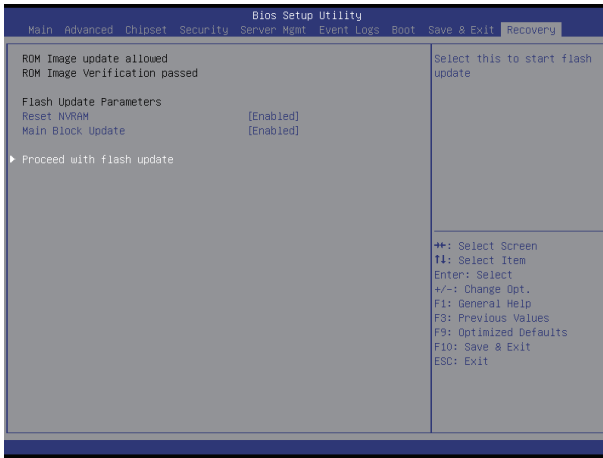 Bios Setup Utility
Main Advanced Chipset Security Server Mgmt Event Logs Boot Save & Exit Recovery
ROM Image update allowed
ROM Image Verification passed
Flash Update Parameters
Reset NVRAM [Enabled]
Main Block Update [Enabled]
▶ Proceed with flash update
Select this to start flash
update
→←: Select Screen
↑↓: Select Item
Enter: Select
+/-: Change Opt.
F1: General Help
F3: Previous Values
F9: Optimized Defaults
F10: Save & Exit
ESC: Exit